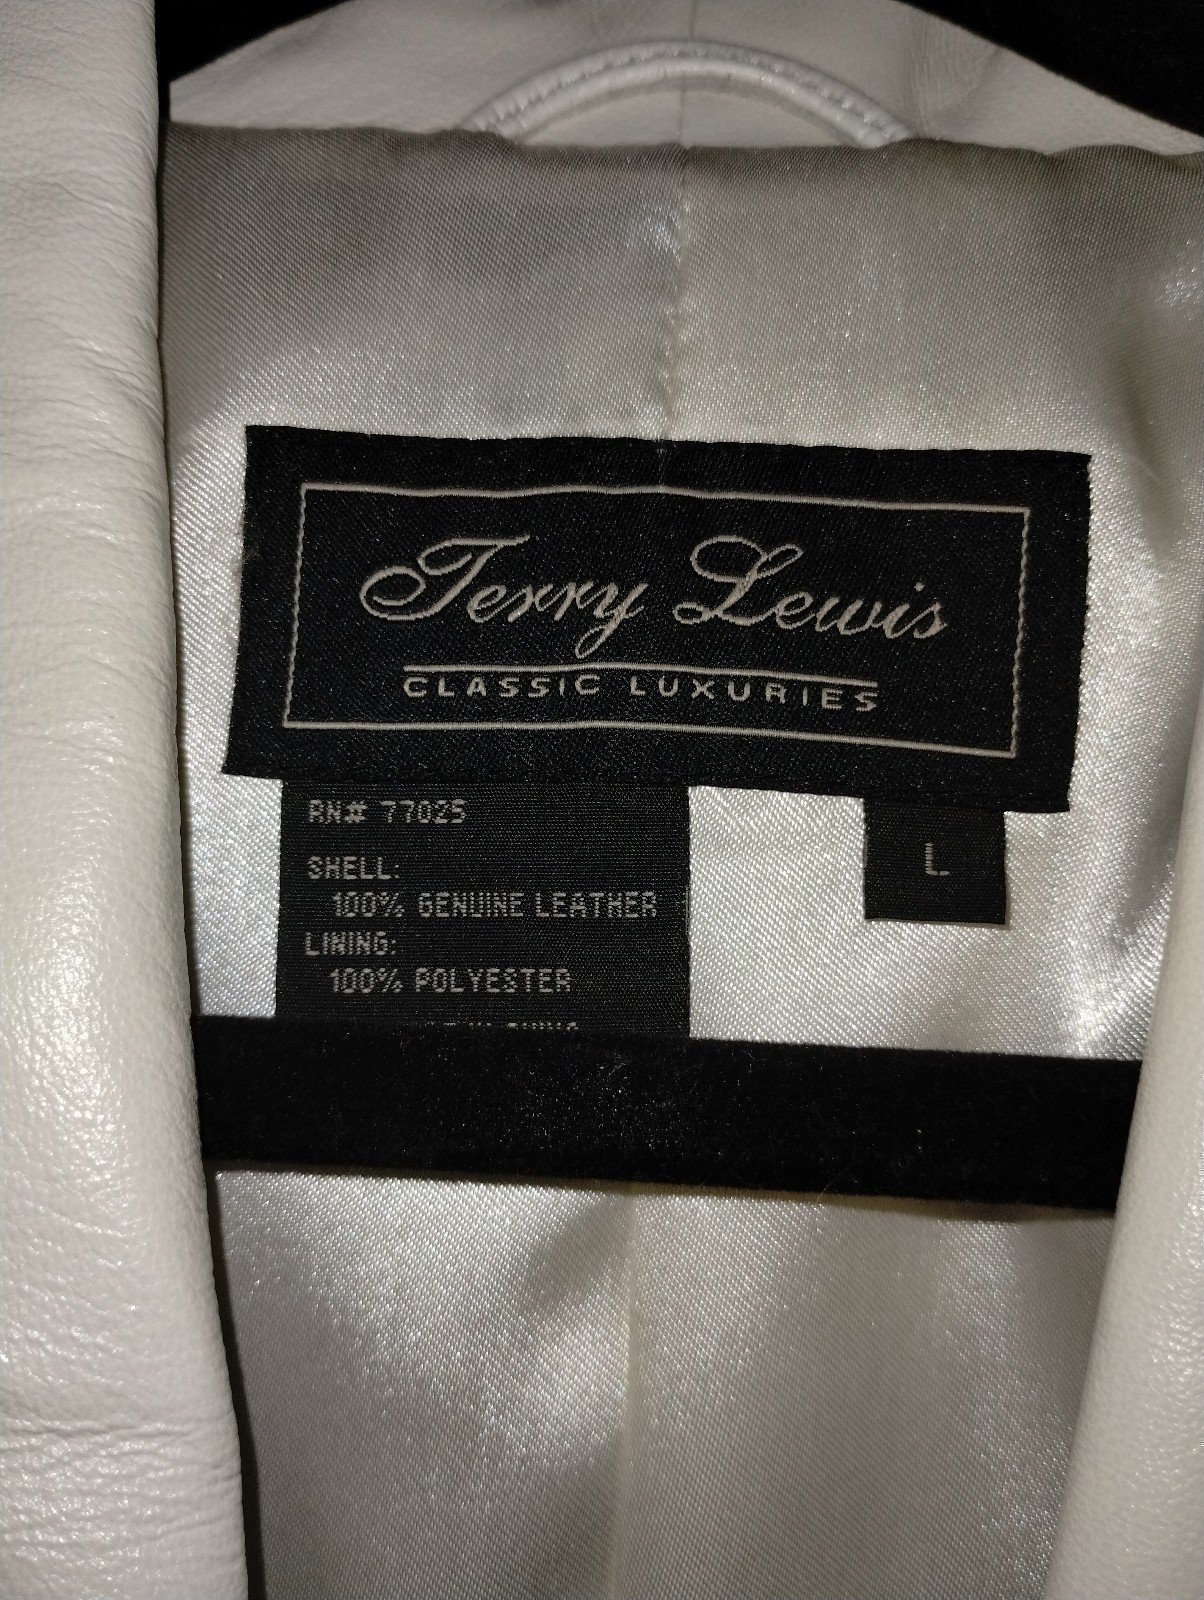 Terry Lewis
CLASSIC LUXURIES
RN# 77025
L
SHELL:
100% GENUINE LEATHER
LINING:
100% POLYESTER